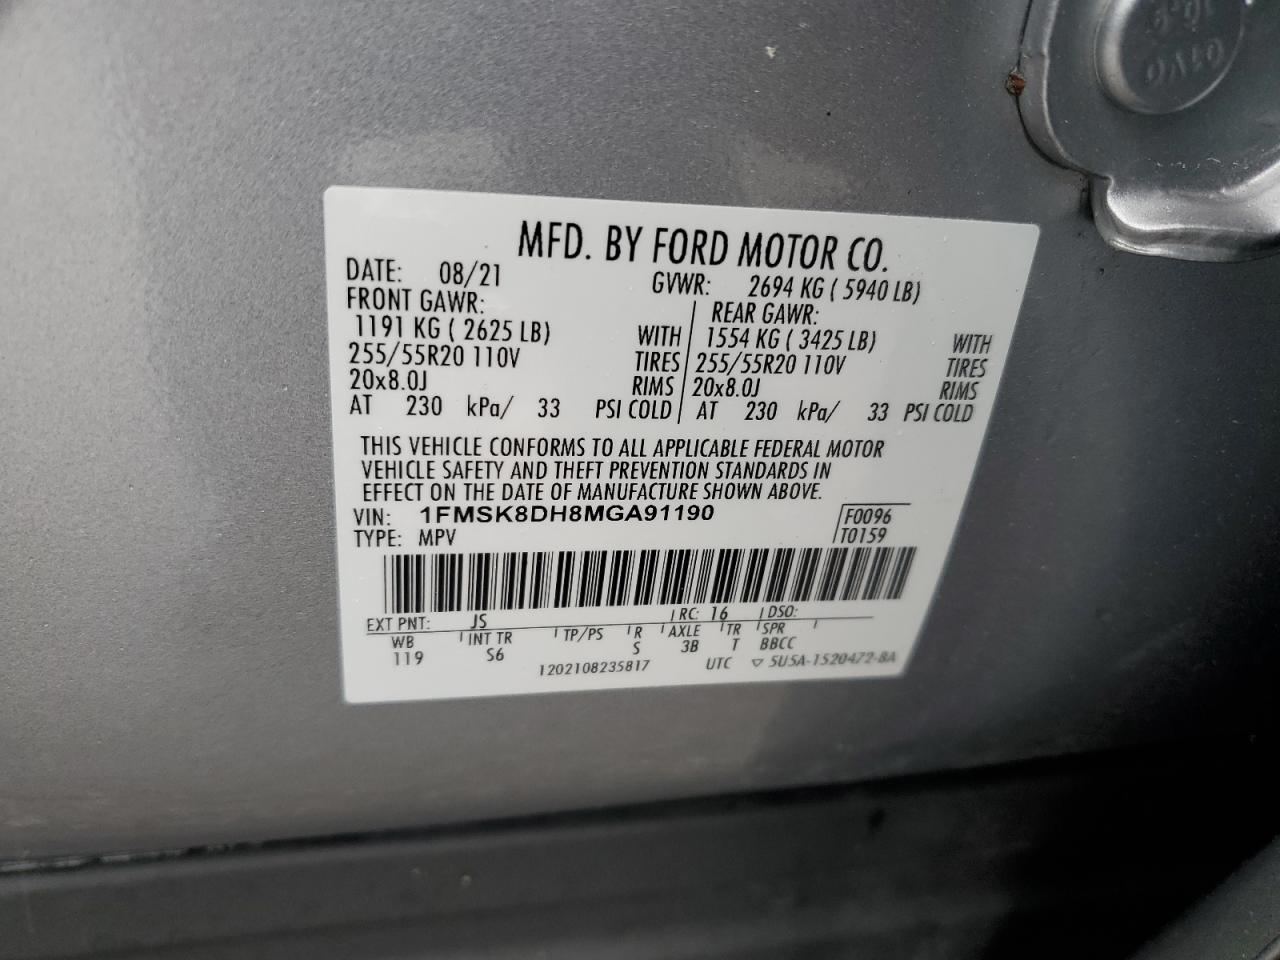 MFD. BY FORD MOTOR CO.
DATE: 08/21 GVWR: 2694 KG ( 5940 LB)
FRONT GAWR: REAR GAWR:
1191 KG ( 2625 LB) WITH 1554 KG ( 3425 LB) WITH
255/55R20 110V TIRES 255/55R20 110V TIRES
20x8.0J RIMS 20x8.0J RIMS
AT 230 kPa/ 33 PSI COLD AT 230 kPa/ 33 PSI COLD
THIS VEHICLE CONFORMS TO ALL APPLICABLE FEDERAL MOTOR
VEHICLE SAFETY AND THEFT PREVENTION STANDARDS IN
EFFECT ON THE DATE OF MANUFACTURE SHOWN ABOVE.
VIN: 1FMSK8DH8MGA91190 F0096
TYPE: MPV T0159
EXT PNT: JS RC: 16 DSO:
WB INT TR TP/PS R AXLE TR SPR
119 S6 S 3B T BBCC
1202108235817 UTC ▽ 5U5A-1520472-BA